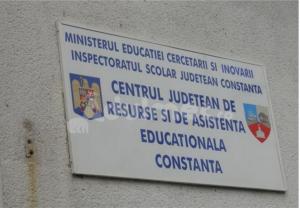 MINISTERUL EDUCATIEI CERCETARII SI INOVARII
INSPECTORATUL SCOLAR JUDETEAN CONSTANTA
CENTRUL JUDETEAN DE
RESURSE SI DE ASISTENTA
EDUCATIONALA
CONSTANTA